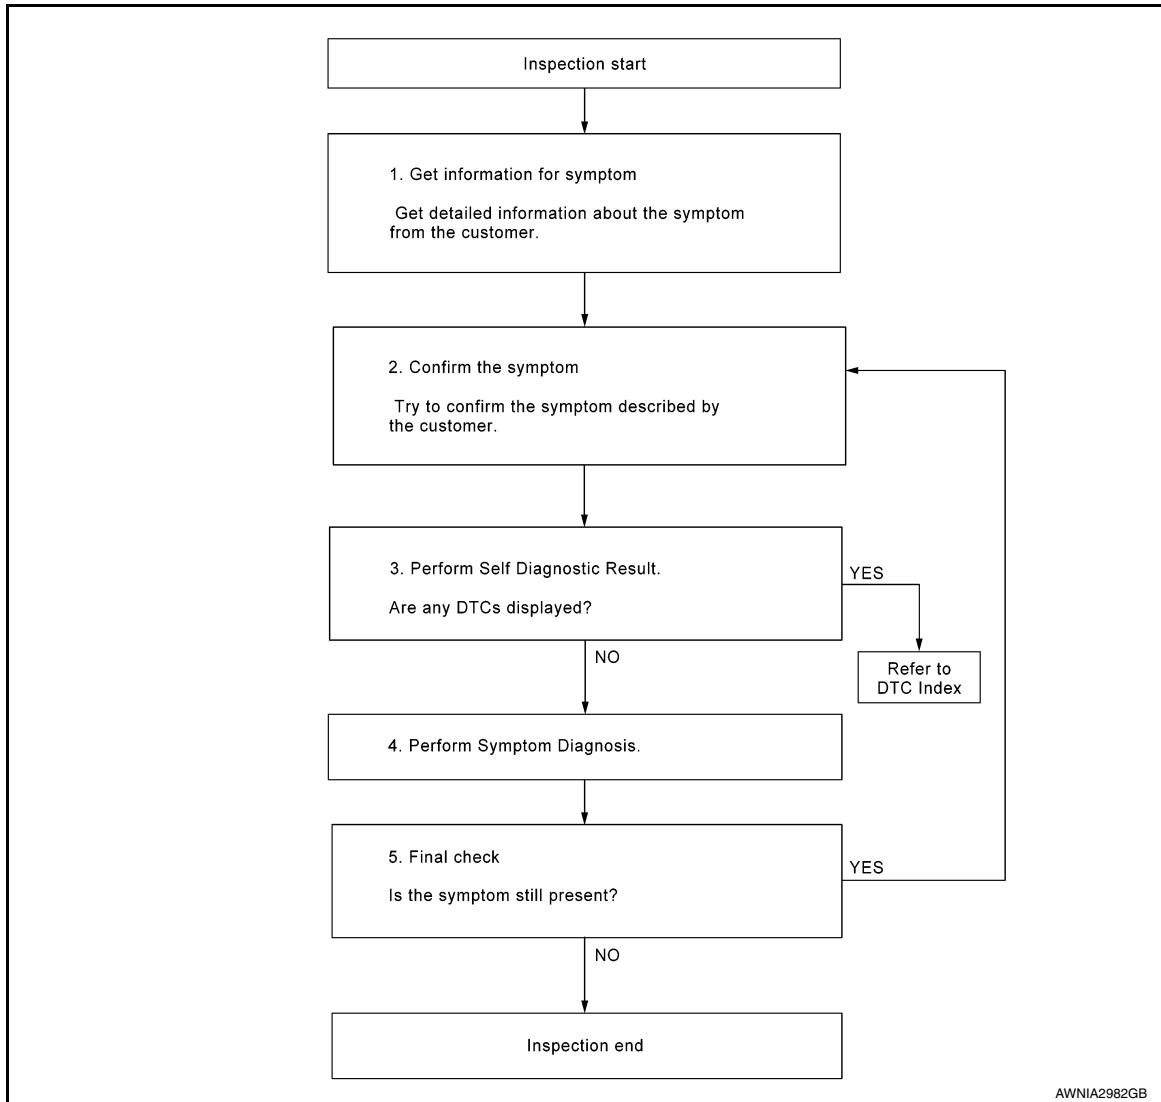 Inspection start
1. Get information for symptom
Get detailed information about the symptom
from the customer.
2. Confirm the symptom
Try to confirm the symptom described by
the customer.
3. Perform Self Diagnostic Result.
YES
Are any DTCs displayed?
NO
Refer to
DTC Index
4. Perform Symptom Diagnosis.
5. Final check
YES
Is the symptom still present?
NO
Inspection end
AWNIA2982GB